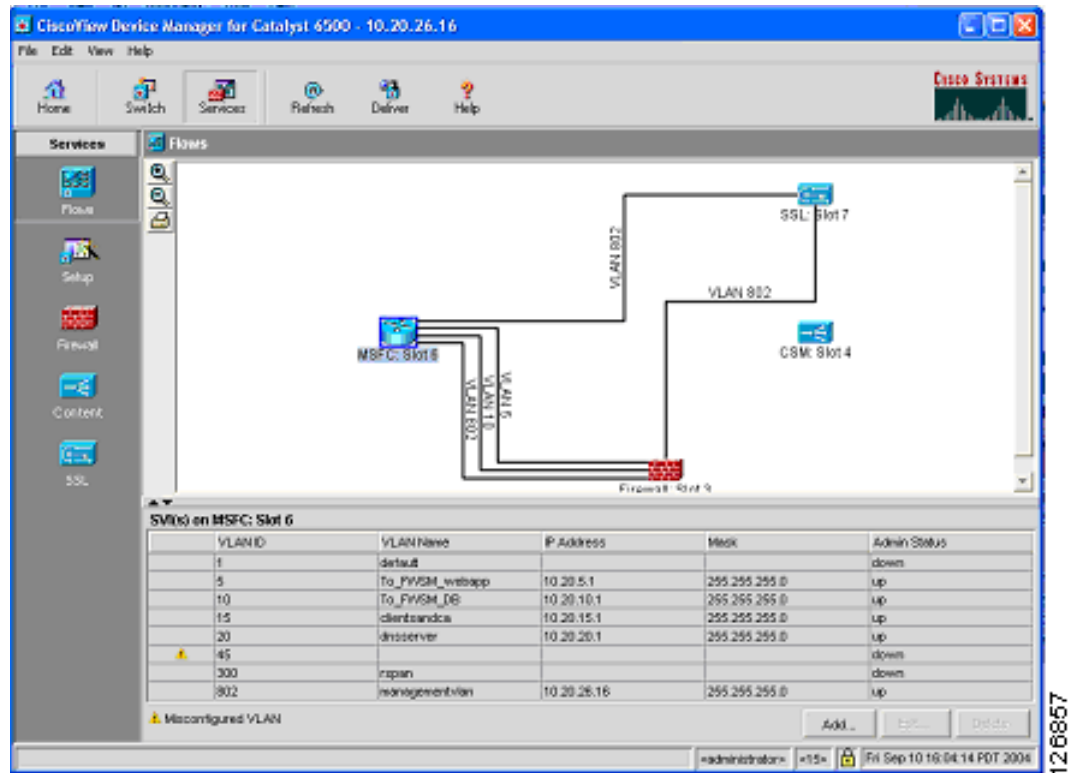 CiscoView Device Manager for Catalyst 6500 - 10.20.26.16
File Edit View Help
Home Switch Services Refresh Deliver Help
CISCO SYSTEMS
Services
Flows
Flows
Setup
Firewall
Content
SSL
SSL: Slot 7
VLAN 802
VLAN 802
MSFC: Slot 6
CSM: Slot 4
VLAN 802
VLAN 10
VLAN 5
Firewall: Slot 3
SVI(s) on MSFC: Slot 6
VLAN ID VLAN Name IP Address Mask Admin Status
1 default down
5 To_FWSM_webapp 10.20.5.1 255.255.255.0 up
10 To_FWSM_DB 10.20.10.1 255.255.255.0 up
15 clientsandca 10.20.15.1 255.255.255.0 up
20 dnsserver 10.20.20.1 255.255.255.0 up
45 down
300 rspan down
802 managementvlan 10.20.26.16 255.255.255.0 up
Misconfigured VLAN
Add... Edit... Delete
<administrator> <15> Fri Sep 10 16:04:14 PDT 2004
126857